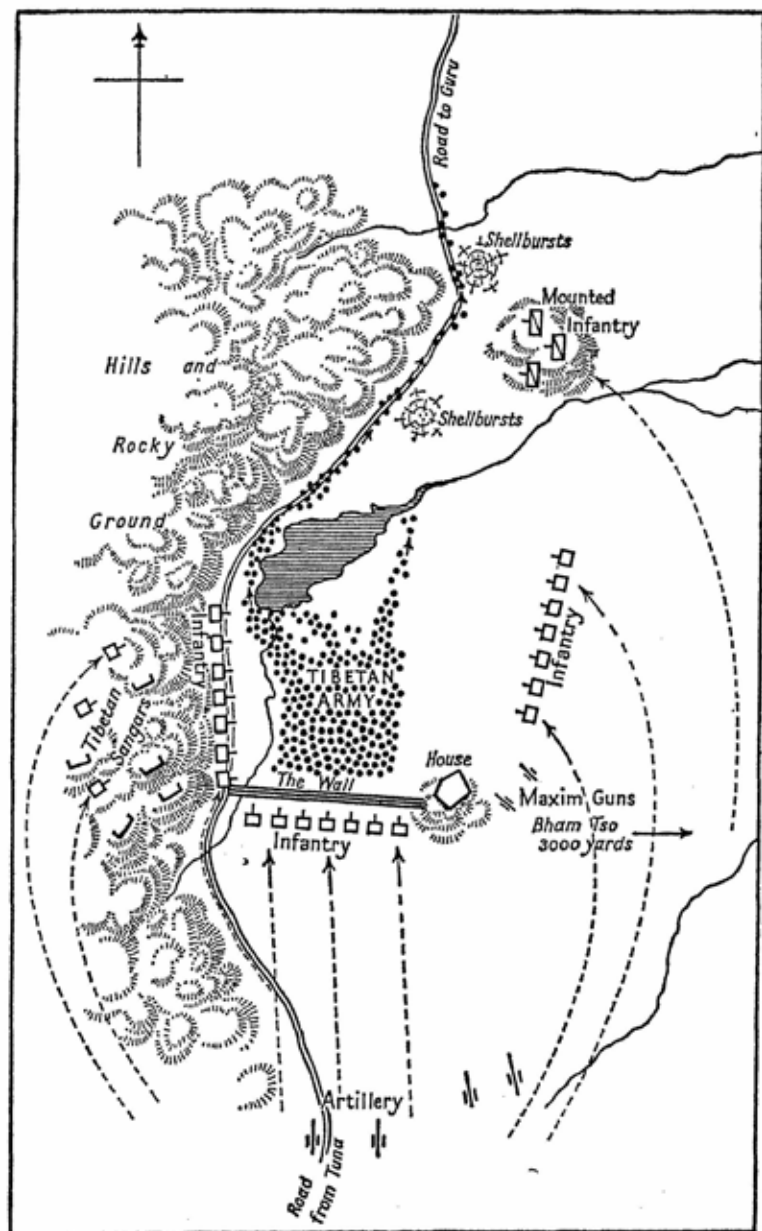 Road to Guru
Shellbursts
Mounted
Infantry
Hills and
Shellbursts
Rocky
Ground
Infantry
Infantry
TIBETAN
ARMY
Tibetan
Sangars
House
The Wall
Maxim Guns
Bham Tso
3000 yards
Infantry
Artillery
Road
from Tuna